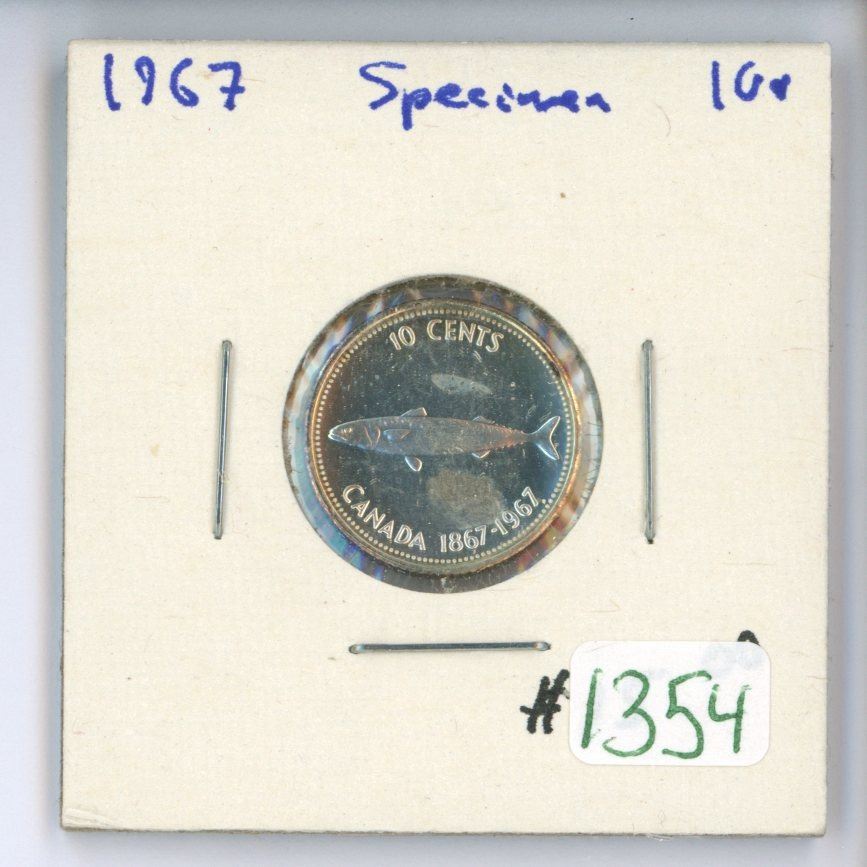 1967 Specimen 10¢
10 CENTS
CANADA 1867-1967
#1354